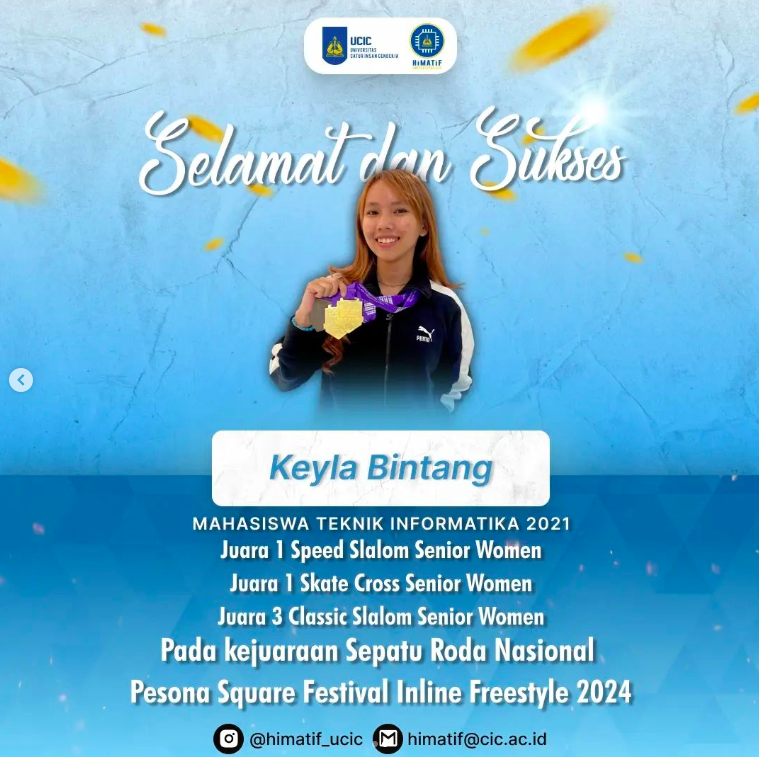 UCIC
UNIVERSITAS
CATUR INSAN CENDEKIA
HIMATIF
Selamat dan Sukses
PUMA
Keyla Bintang
MAHASISWA TEKNIK INFORMATIKA 2021
Juara 1 Speed Slalom Senior Women
Juara 1 Skate Cross Senior Women
Juara 3 Classic Slalom Senior Women
Pada kejuaraan Sepatu Roda Nasional
Pesona Square Festival Inline Freestyle 2024
@himatif_ucic himatif@cic.ac.id